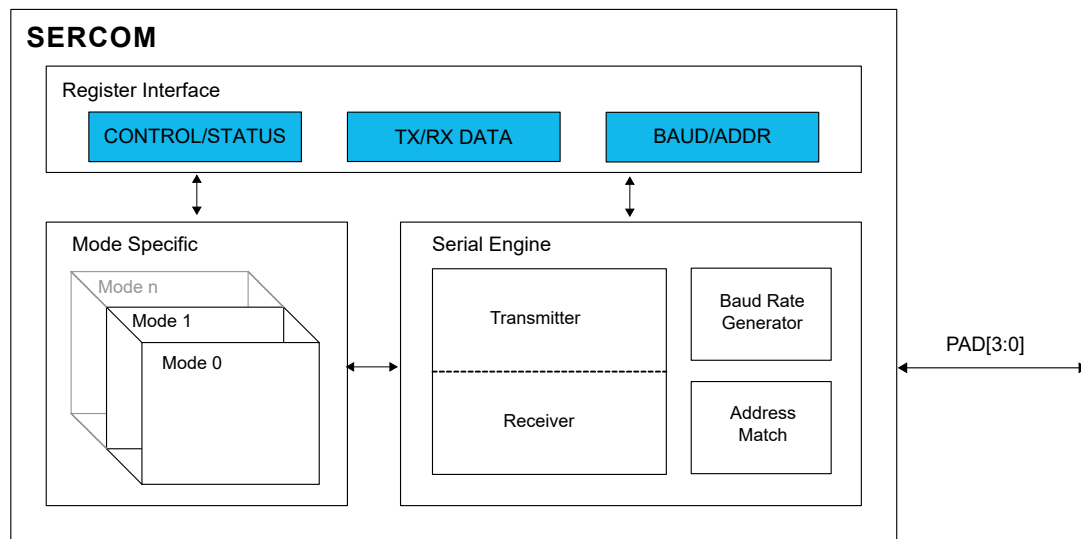 SERCOM
Register Interface
CONTROL/STATUS
TX/RX DATA
BAUD/ADDR
Mode Specific
Mode n
Mode 1
Mode 0
Serial Engine
Transmitter
Receiver
Baud Rate
Generator
Address
Match
PAD[3:0]